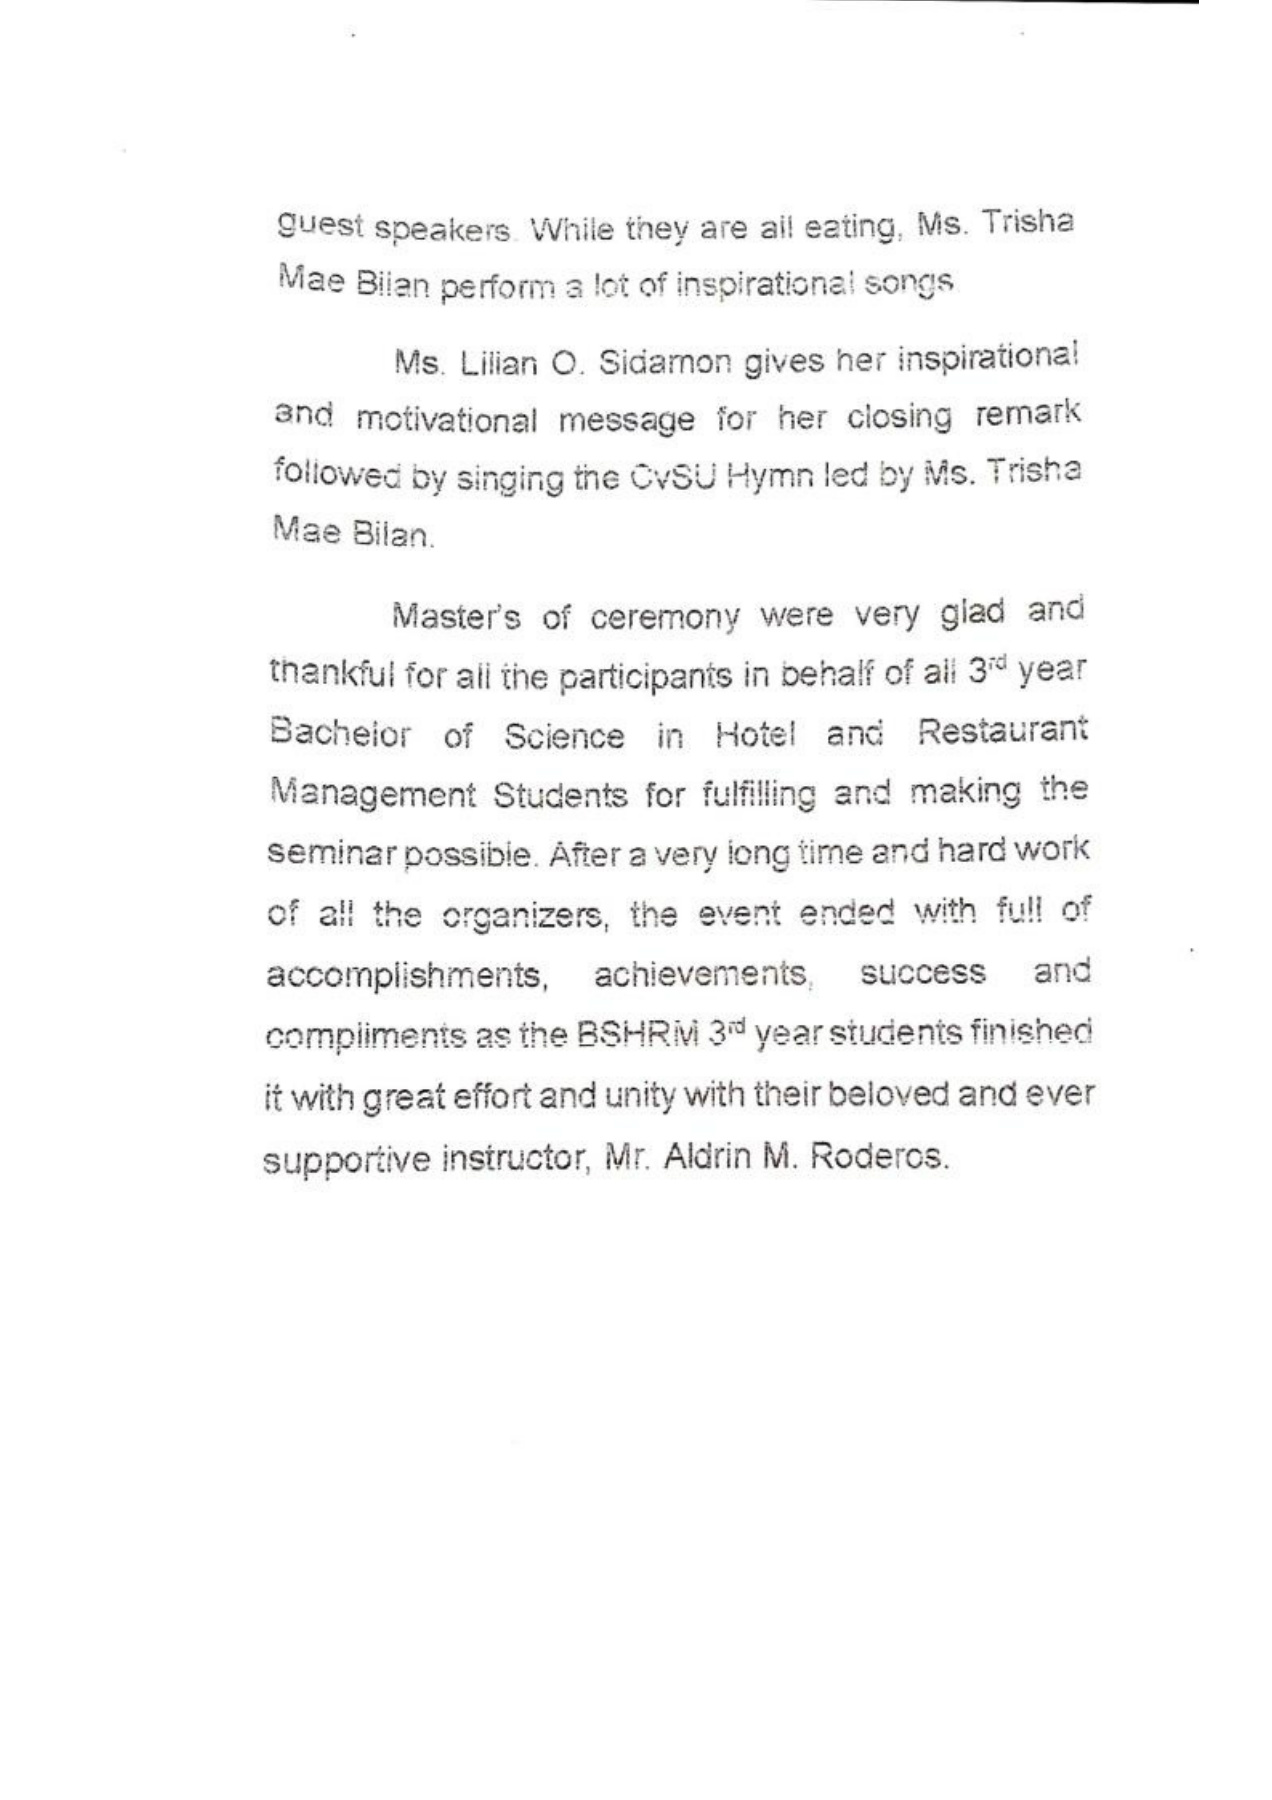 guest speakers. While they are all eating, Ms. Trisha
Mae Bilan perform a lot of inspirational songs
Ms. Lilian O. Sidamon gives her inspirational
and motivational message for her closing remark
followed by singing the CvSU Hymn led by Ms. Trisha
Mae Bilan.
Master's of ceremony were very glad and
thankful for all the participants in behalf of all 3rd year
Bachelor of Science in Hotel and Restaurant
Management Students for fulfilling and making the
seminar possible. After a very long time and hard work
of all the organizers, the event ended with full of
accomplishments, achievements, success and
compliments as the BSHRM 3rd year students finished
it with great effort and unity with their beloved and ever
supportive instructor, Mr. Aldrin M. Roderos.